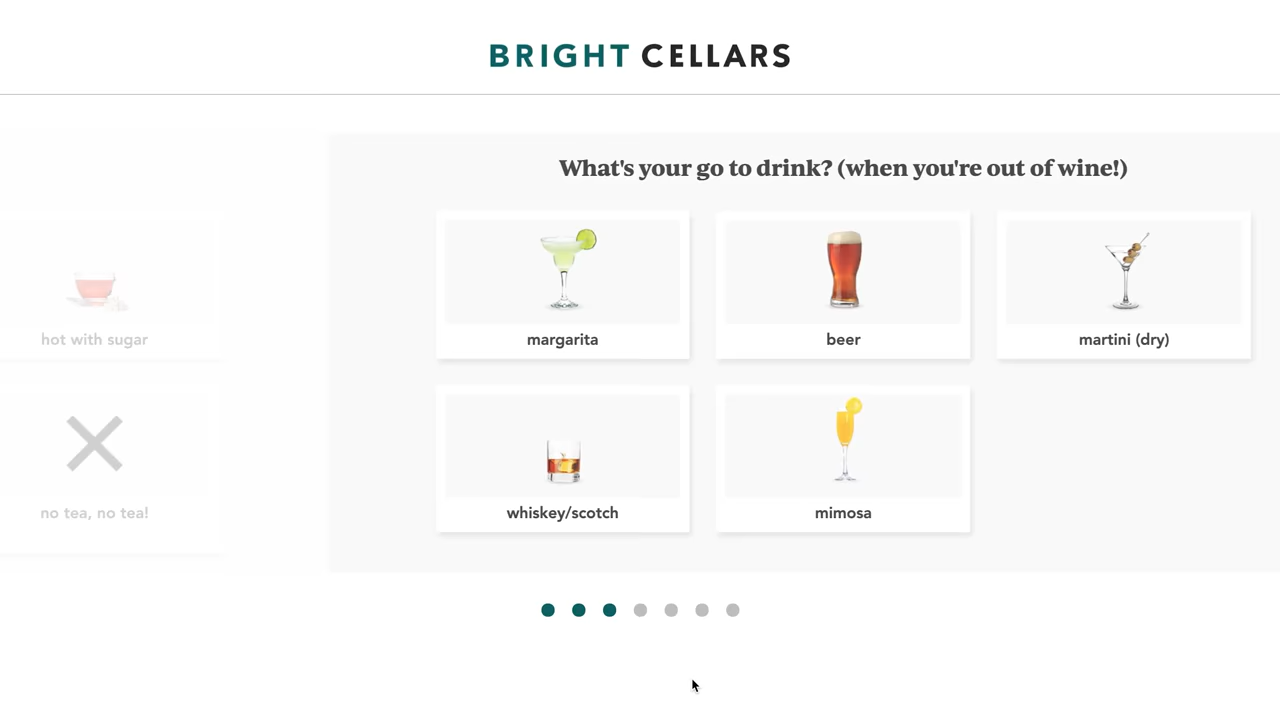 BRIGHT CELLARS
What's your go to drink? (when you're out of wine!)
hot with sugar
margarita
beer
martini (dry)
no tea, no tea!
whiskey/scotch
mimosa